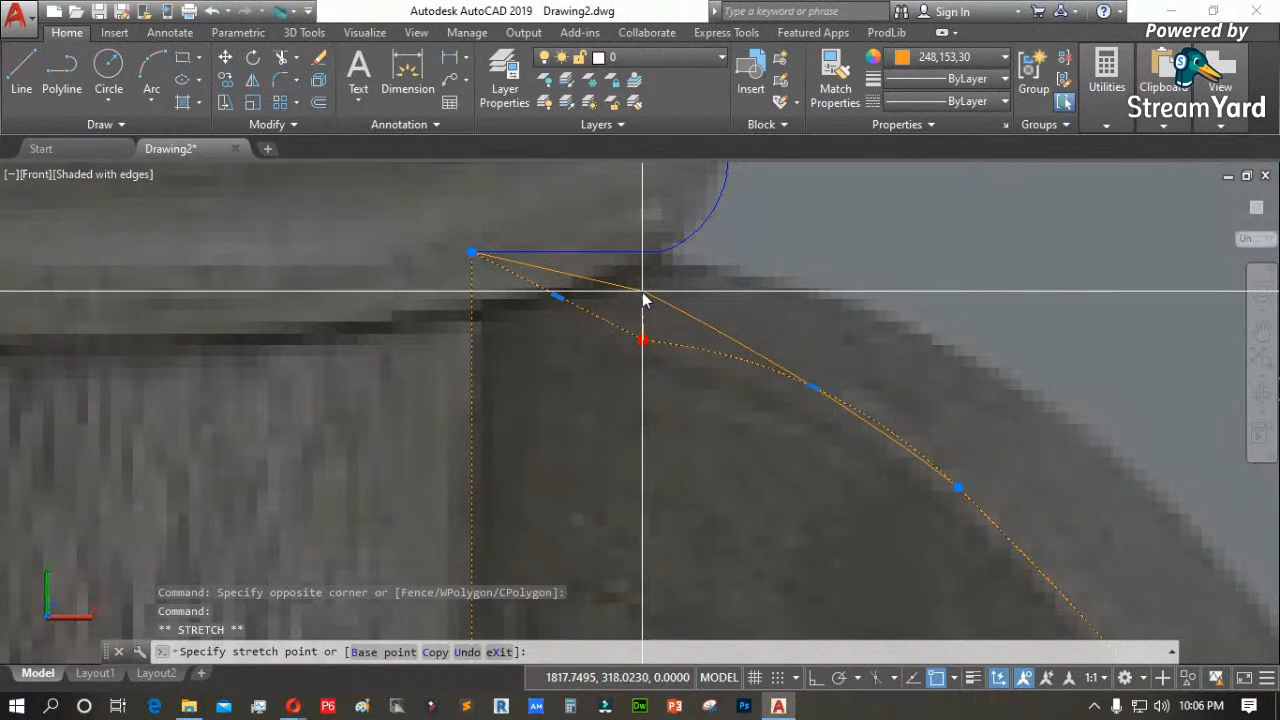 Autodesk AutoCAD 2019 Drawing2.dwg
Type a keyword or phrase
Sign In
Home Insert Annotate Parametric 3D Tools Visualize View Manage Output Add-ins Collaborate Express Tools Featured Apps ProdLib
Powered by
StreamYard
0
248,153,30
ByLayer
ByLayer
Line Polyline Circle Arc
Text Dimension
Layer
Properties
Insert
Match
Properties
Group
Utilities Clipboard View
Draw Modify Annotation Layers Block Properties Groups
Start Drawing2*
[−][Front][Shaded with edges]
Un...
Command: Specify opposite corner or [Fence/WPolygon/CPolygon]:
Command:
** STRETCH **
Specify stretch point or [Base point Copy Undo eXit]:
Model Layout1 Layout2
1817.7495, 318.0230, 0.0000 MODEL
1:1
10:06 PM